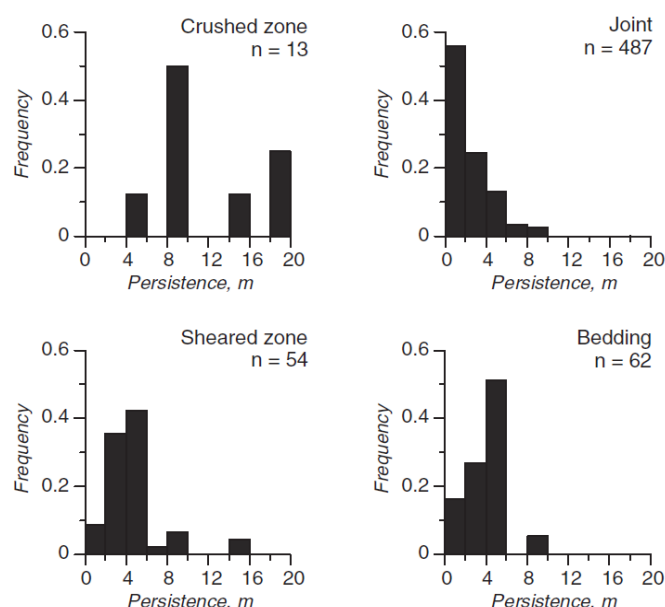 Crushed zone
n = 13
0.6
0.4
0.2
0
Frequency
0 4 8 12 16 20
Persistence, m
Joint
n = 487
0.6
0.4
0.2
0
Frequency
0 4 8 12 16 20
Persistence, m
Sheared zone
n = 54
0.6
0.4
0.2
0
Frequency
0 4 8 12 16 20
Persistence, m
Bedding
n = 62
0.6
0.4
0.2
0
Frequency
0 4 8 12 16 20
Persistence, m